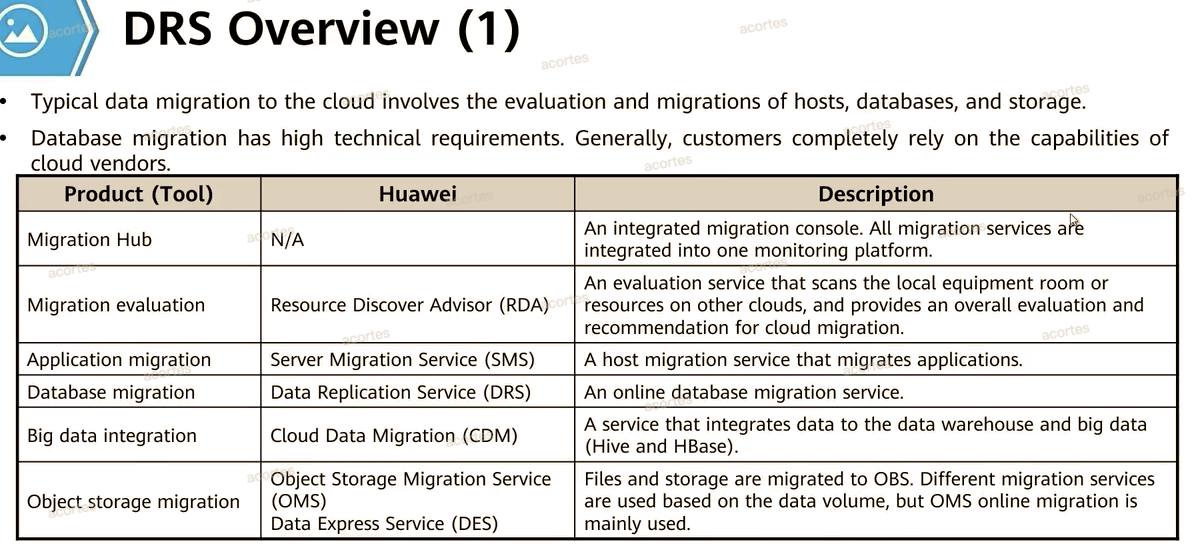 DRS Overview (1)
• Typical data migration to the cloud involves the evaluation and migrations of hosts, databases, and storage.
• Database migration has high technical requirements. Generally, customers completely rely on the capabilities of
cloud vendors.
Product (Tool) Huawei Description
Migration Hub N/A An integrated migration console. All migration services are
integrated into one monitoring platform.
Migration evaluation Resource Discover Advisor (RDA) An evaluation service that scans the local equipment room or
resources on other clouds, and provides an overall evaluation and
recommendation for cloud migration.
Application migration Server Migration Service (SMS) A host migration service that migrates applications.
Database migration Data Replication Service (DRS) An online database migration service.
Big data integration Cloud Data Migration (CDM) A service that integrates data to the data warehouse and big data
(Hive and HBase).
Object storage migration Object Storage Migration Service
(OMS)
Data Express Service (DES) Files and storage are migrated to OBS. Different migration services
are used based on the data volume, but OMS online migration is
mainly used.
acortes